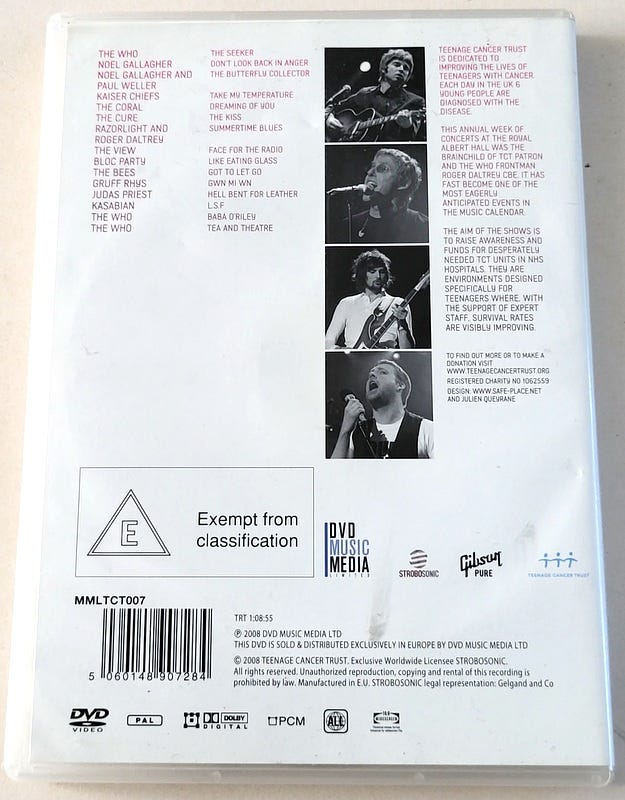 THE WHO THE SEEKER
NOEL GALLAGHER DON'T LOOK BACK IN ANGER
NOEL GALLAGHER AND THE BUTTERFLY COLLECTOR
PAUL WELLER
KAISER CHIEFS TAKE MY TEMPERATURE
THE CORAL DREAMING OF YOU
THE CURE THE KISS
RAZORLIGHT AND SUMMERTIME BLUES
ROGER DALTREY
THE VIEW FACE FOR THE RADIO
BLOC PARTY LIKE EATING GLASS
THE BEES GOT TO LET GO
GRUFF RHYS GWN MI WN
JUDAS PRIEST HELL BENT FOR LEATHER
KASABIAN L.S.F
THE WHO BABA O'RILEY
THE WHO TEA AND THEATRE
TEENAGE CANCER TRUST
IS DEDICATED TO
IMPROVING THE LIVES OF
TEENAGERS WITH CANCER.
EACH DAY IN THE UK 6
YOUNG PEOPLE ARE
DIAGNOSED WITH THE
DISEASE.
THIS ANNUAL WEEK OF
CONCERTS AT THE ROYAL
ALBERT HALL WAS THE
BRAINCHILD OF TCT PATRON
AND THE WHO FRONTMAN
ROGER DALTREY CBE. IT HAS
FAST BECOME ONE OF THE
MOST EAGERLY
ANTICIPATED EVENTS IN
THE MUSIC CALENDAR.
THE AIM OF THE SHOWS IS
TO RAISE AWARENESS AND
FUNDS FOR DESPERATELY
NEEDED TCT UNITS IN NHS
HOSPITALS. THEY ARE
ENVIRONMENTS DESIGNED
SPECIFICALLY FOR
TEENAGERS WHERE, WITH
THE SUPPORT OF EXPERT
STAFF, SURVIVAL RATES
ARE VISIBLY IMPROVING.
TO FIND OUT MORE OR TO MAKE A
DONATION VISIT
WWW.TEENAGECANCERTRUST.ORG
REGISTERED CHARITY NO 1062559
DESIGN: WWW.SAFE-PLACE.NET
AND JULIEN QUEYRANE
E
Exempt from
classification
DVD
MUSIC
MEDIA
LIMITED
STROBOSONIC
Gibson
PURE
TEENAGE CANCER TRUST
MMLTCT007
5 060148 907284
TRT 1:08:55
℗ 2008 DVD MUSIC MEDIA LTD
THIS DVD IS SOLD & DISTRIBUTED EXCLUSIVELY IN EUROPE BY DVD MUSIC MEDIA LTD
© 2008 TEENAGE CANCER TRUST. Exclusive Worldwide Licensee STROBOSONIC.
All rights reserved. Unauthorized reproduction, copying and rental of this recording is
prohibited by law. Manufactured in E.U. STROBOSONIC legal representation: Gelgand and Co
DVD
VIDEO
PAL
DOLBY
DIGITAL
PCM
ALL
16:9
WIDESCREEN